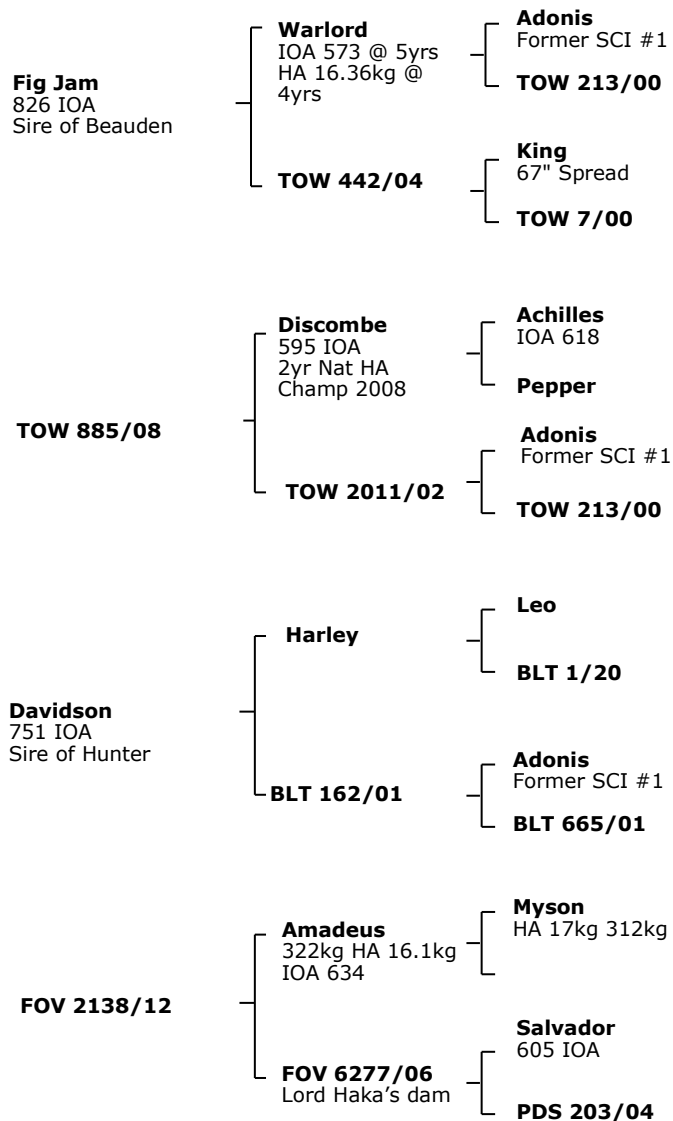 Fig Jam
826 IOA
Sire of Beauden
Warlord
IOA 573 @ 5yrs
HA 16.36kg @
4yrs
TOW 442/04
Adonis
Former SCI #1
TOW 213/00
King
67" Spread
TOW 7/00
TOW 885/08
Discombe
595 IOA
2yr Nat HA
Champ 2008
TOW 2011/02
Achilles
IOA 618
Pepper
Adonis
Former SCI #1
TOW 213/00
Davidson
751 IOA
Sire of Hunter
Harley
BLT 162/01
Leo
BLT 1/20
Adonis
Former SCI #1
BLT 665/01
FOV 2138/12
Amadeus
322kg HA 16.1kg
IOA 634
FOV 6277/06
Lord Haka’s dam
Myson
HA 17kg 312kg
Salvador
605 IOA
PDS 203/04